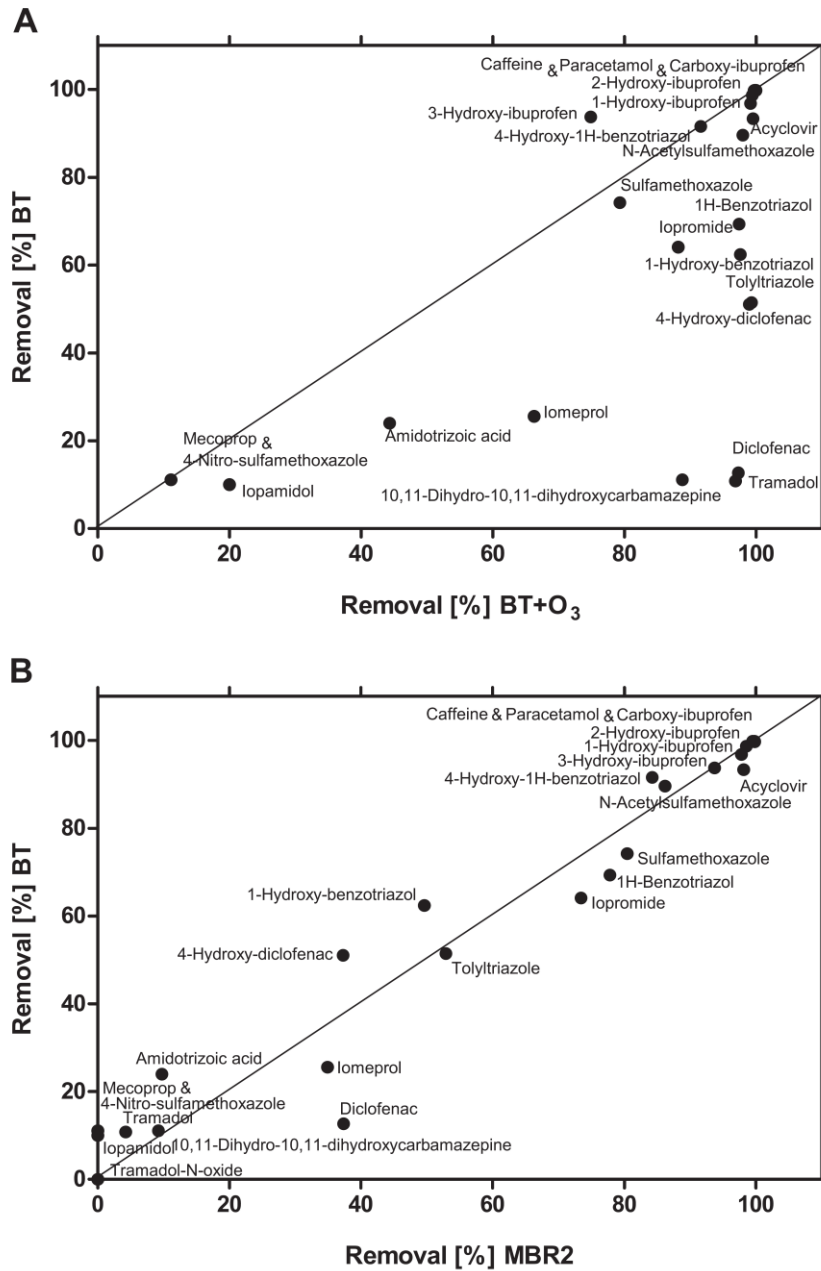 A
Caffeine & Paracetamol & Carboxy-ibuprofen
2-Hydroxy-ibuprofen
1-Hydroxy-ibuprofen
3-Hydroxy-ibuprofen
4-Hydroxy-1H-benzotriazol
Acyclovir
N-Acetylsulfamethoxazole
Sulfamethoxazole
1H-Benzotriazol
Iopromide
1-Hydroxy-benzotriazol
Tolyltriazole
4-Hydroxy-diclofenac
Iomeprol
Amidotrizoic acid
Mecoprop &
4-Nitro-sulfamethoxazole
Diclofenac
Tramadol
10,11-Dihydro-10,11-dihydroxycarbamazepine
Iopamidol
100
80
60
40
20
0
Removal [%] BT
0 20 40 60 80 100
Removal [%] BT+O3
B
Caffeine & Paracetamol & Carboxy-ibuprofen
2-Hydroxy-ibuprofen
1-Hydroxy-ibuprofen
3-Hydroxy-ibuprofen
4-Hydroxy-1H-benzotriazol
Acyclovir
N-Acetylsulfamethoxazole
Sulfamethoxazole
1H-Benzotriazol
Iopromide
1-Hydroxy-benzotriazol
4-Hydroxy-diclofenac
Tolyltriazole
Amidotrizoic acid
Iomeprol
Mecoprop &
4-Nitro-sulfamethoxazole
Diclofenac
Tramadol
Iopamidol
10,11-Dihydro-10,11-dihydroxycarbamazepine
Tramadol-N-oxide
100
80
60
40
20
0
Removal [%] BT
0 20 40 60 80 100
Removal [%] MBR2